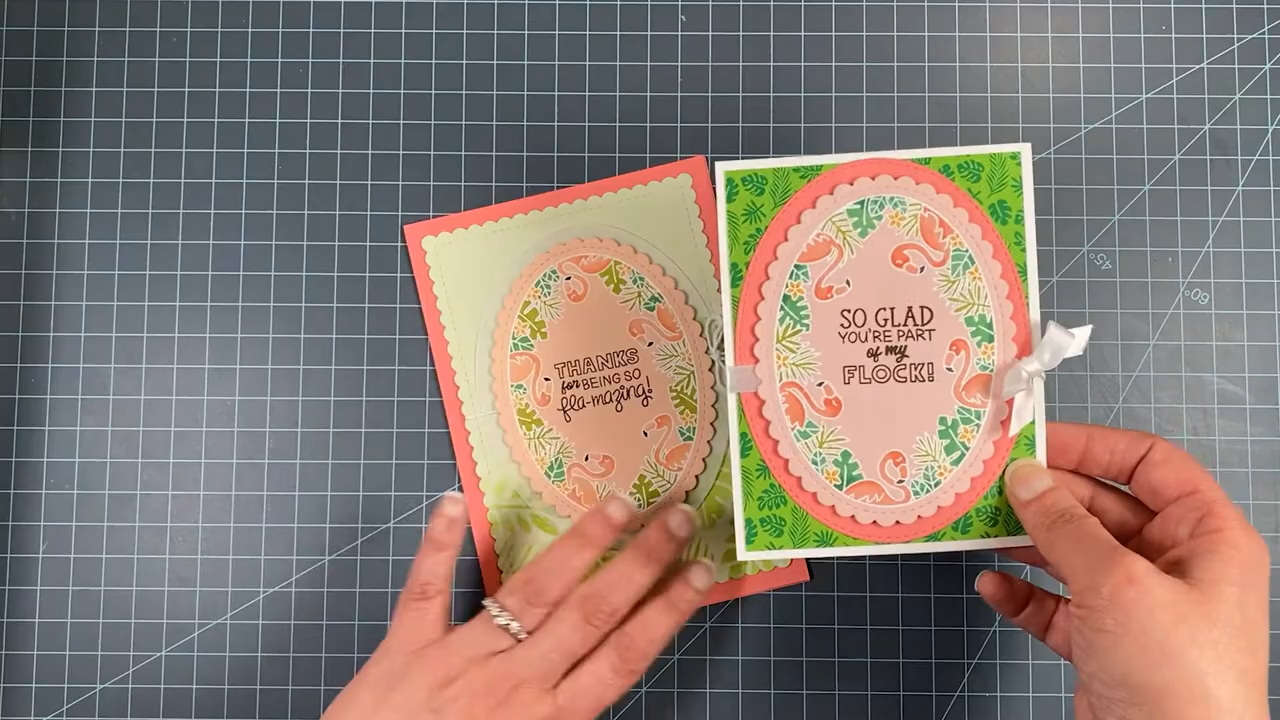 THANKS
for BEING SO
fla-mazing!
SO GLAD
YOU'RE PART
of my
FLOCK!
45°
60°